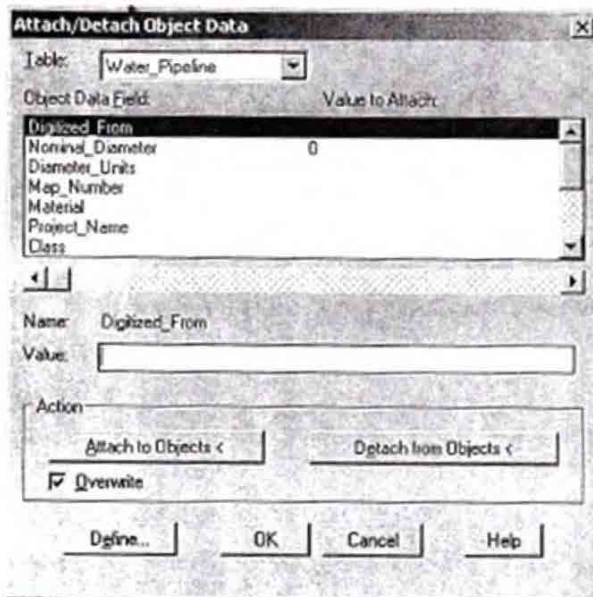 Attach/Detach Object Data
Table: Water_Pipeline
Object Data Field: Value to Attach:
Digitized_From
Nominal_Diameter 0
Diameter_Units
Map_Number
Material
Project_Name
Class
Name: Digitized_From
Value:
Action
Attach to Objects < Detach from Objects <
Overwrite
Define... OK Cancel Help